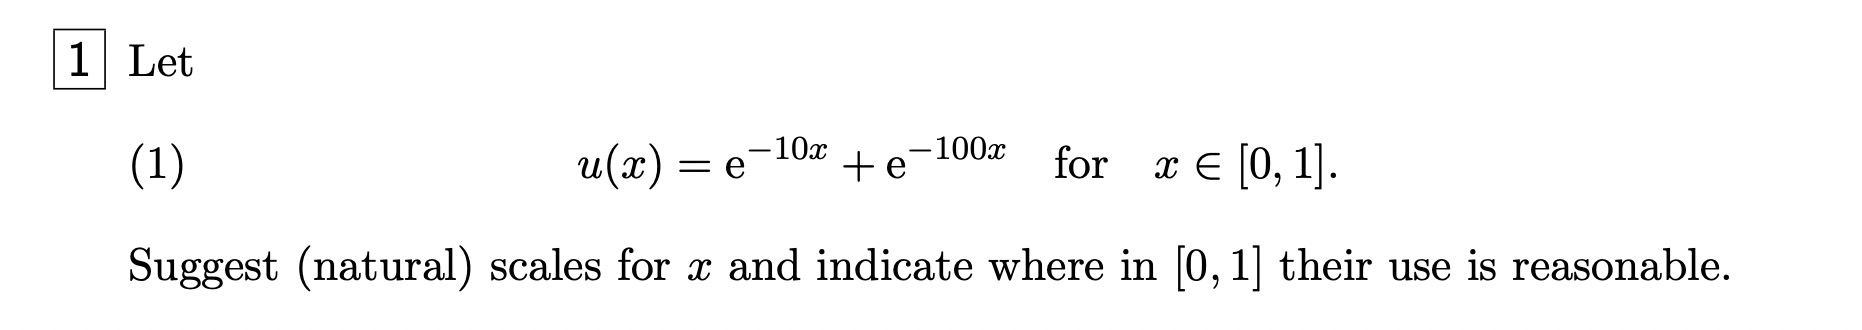 1 Let
(1) u(x) = e^{−10x} + e^{−100x} for x ∈ [0, 1].
Suggest (natural) scales for x and indicate where in [0, 1] their use is reasonable.